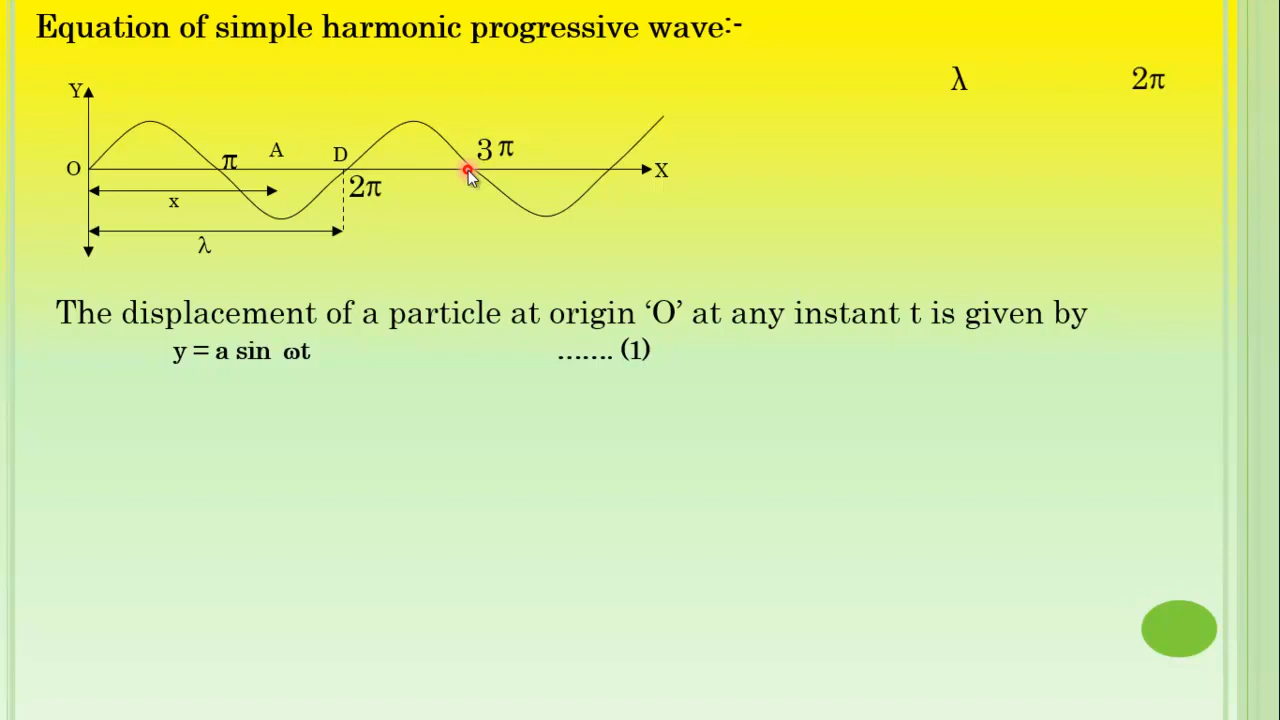 Equation of simple harmonic progressive wave:-
λ 2π
Y
O π A D 3 π X
x 2π
λ
The displacement of a particle at origin ‘O’ at any instant t is given by
y = a sin ωt ……. (1)